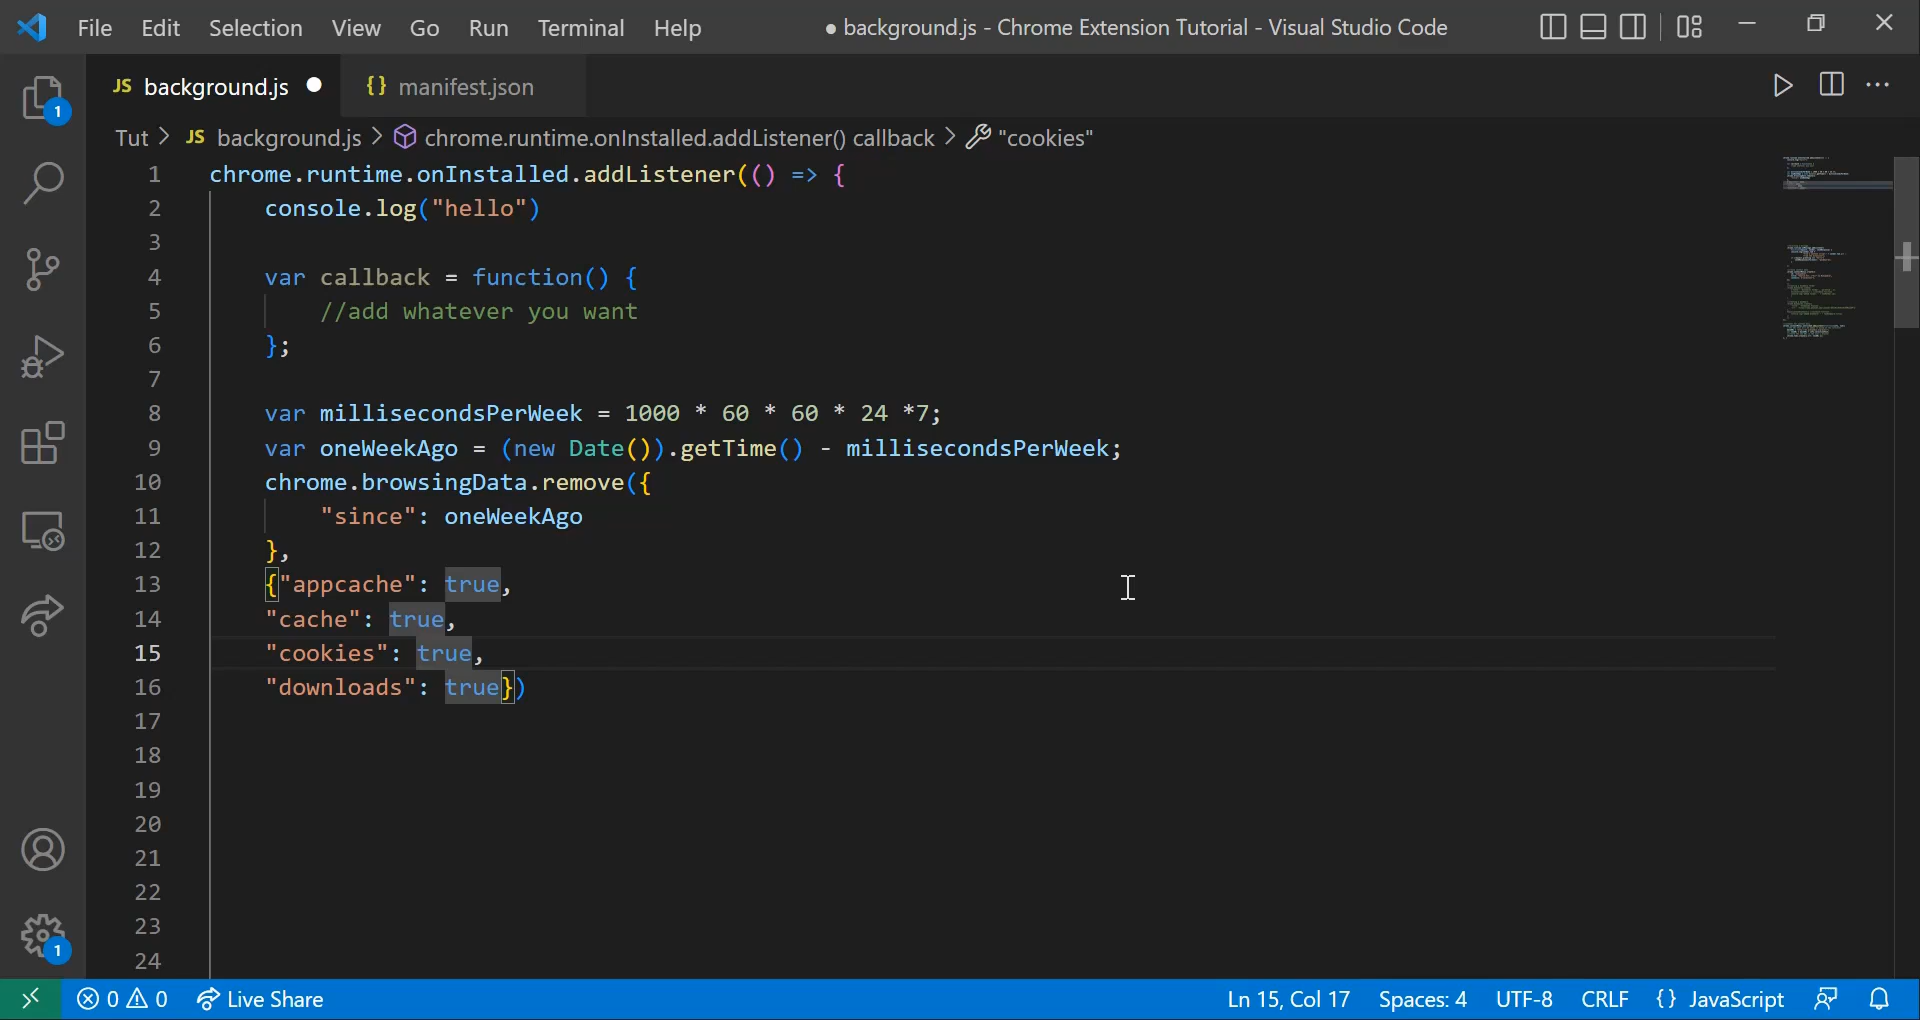 File Edit Selection View Go Run Terminal Help ● background.js - Chrome Extension Tutorial - Visual Studio Code
JS background.js ● {} manifest.json
Tut > JS background.js > chrome.runtime.onInstalled.addListener() callback > "cookies"
1 chrome.runtime.onInstalled.addListener(() => {
2 console.log("hello")
3
4 var callback = function() {
5 //add whatever you want
6 };
7
8 var millisecondsPerWeek = 1000 * 60 * 60 * 24 *7;
9 var oneWeekAgo = (new Date()).getTime() - millisecondsPerWeek;
10 chrome.browsingData.remove({
11 "since": oneWeekAgo
12 },
13 {"appcache": true,
14 "cache": true,
15 "cookies": true,
16 "downloads": true})
17
18
19
20
21
22
23
24
1
1
0 0 Live Share Ln 15, Col 17 Spaces: 4 UTF-8 CRLF {} JavaScript